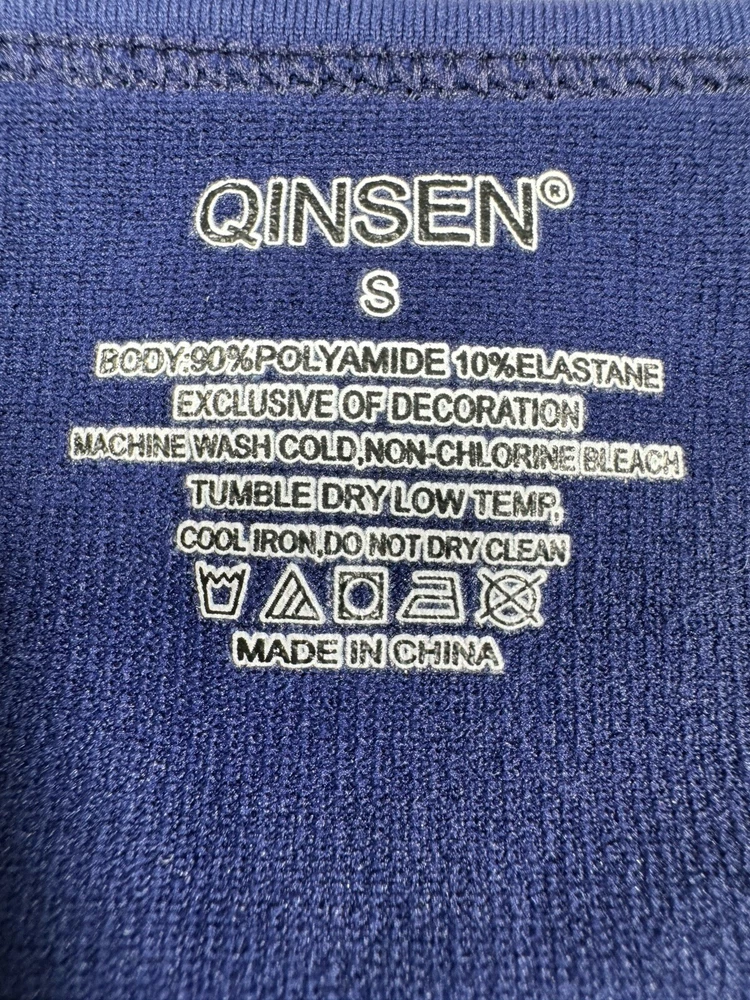 QINSEN®
S
BODY:90%POLYAMIDE 10%ELASTANE
EXCLUSIVE OF DECORATION
MACHINE WASH COLD,NON-CHLORINE BLEACH
TUMBLE DRY LOW TEMP,
COOL IRON,DO NOT DRY CLEAN
MADE IN CHINA